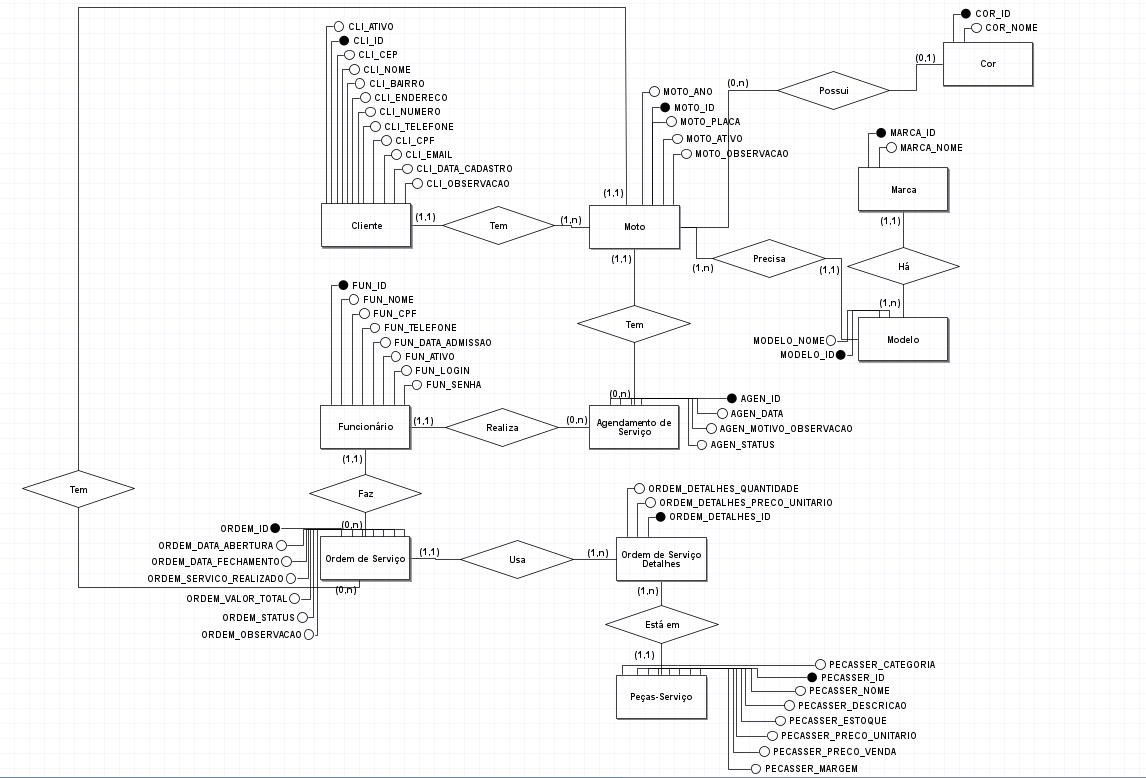 CLI_ATIVO
CLI_ID
CLI_CEP
CLI_NOME
CLI_BAIRRO
CLI_ENDERECO
CLI_NUMERO
CLI_TELEFONE
CLI_CPF
CLI_EMAIL
CLI_DATA_CADASTRO
CLI_OBSERVACAO
Cliente
(1,1)
Tem
(1,n)
MOTO_ANO
MOTO_ID
MOTO_PLACA
MOTO_ATIVO
MOTO_OBSERVACAO
(1,1)
Moto
(1,1)
(0,n)
Possui
(0,1)
COR_ID
COR_NOME
Cor
MARCA_ID
MARCA_NOME
Marca
(1,1)
Há
(1,n)
(1,n)
Precisa
(1,1)
Modelo
MODELO_NOME
MODELO_ID
Tem
(0,n)
FUN_ID
FUN_NOME
FUN_CPF
FUN_TELEFONE
FUN_DATA_ADMISSAO
FUN_ATIVO
FUN_LOGIN
FUN_SENHA
Funcionário
(1,1)
Realiza
(0,n)
Agendamento de
Serviço
AGEN_ID
AGEN_DATA
AGEN_MOTIVO_OBSERVACAO
AGEN_STATUS
(1,1)
Faz
(0,n)
Tem
ORDEM_ID
ORDEM_DATA_ABERTURA
ORDEM_DATA_FECHAMENTO
ORDEM_SERVICO_REALIZADO
ORDEM_VALOR_TOTAL
ORDEM_STATUS
ORDEM_OBSERVACAO
Ordem de Serviço
(0,n)
(1,1)
Usa
(1,n)
ORDEM_DETALHES_QUANTIDADE
ORDEM_DETALHES_PRECO_UNITARIO
ORDEM_DETALHES_ID
Ordem de Serviço
Detalhes
(1,n)
Está em
(1,1)
Peças-Serviço
PECASSER_CATEGORIA
PECASSER_ID
PECASSER_NOME
PECASSER_DESCRICAO
PECASSER_ESTOQUE
PECASSER_PRECO_UNITARIO
PECASSER_PRECO_VENDA
PECASSER_MARGEM